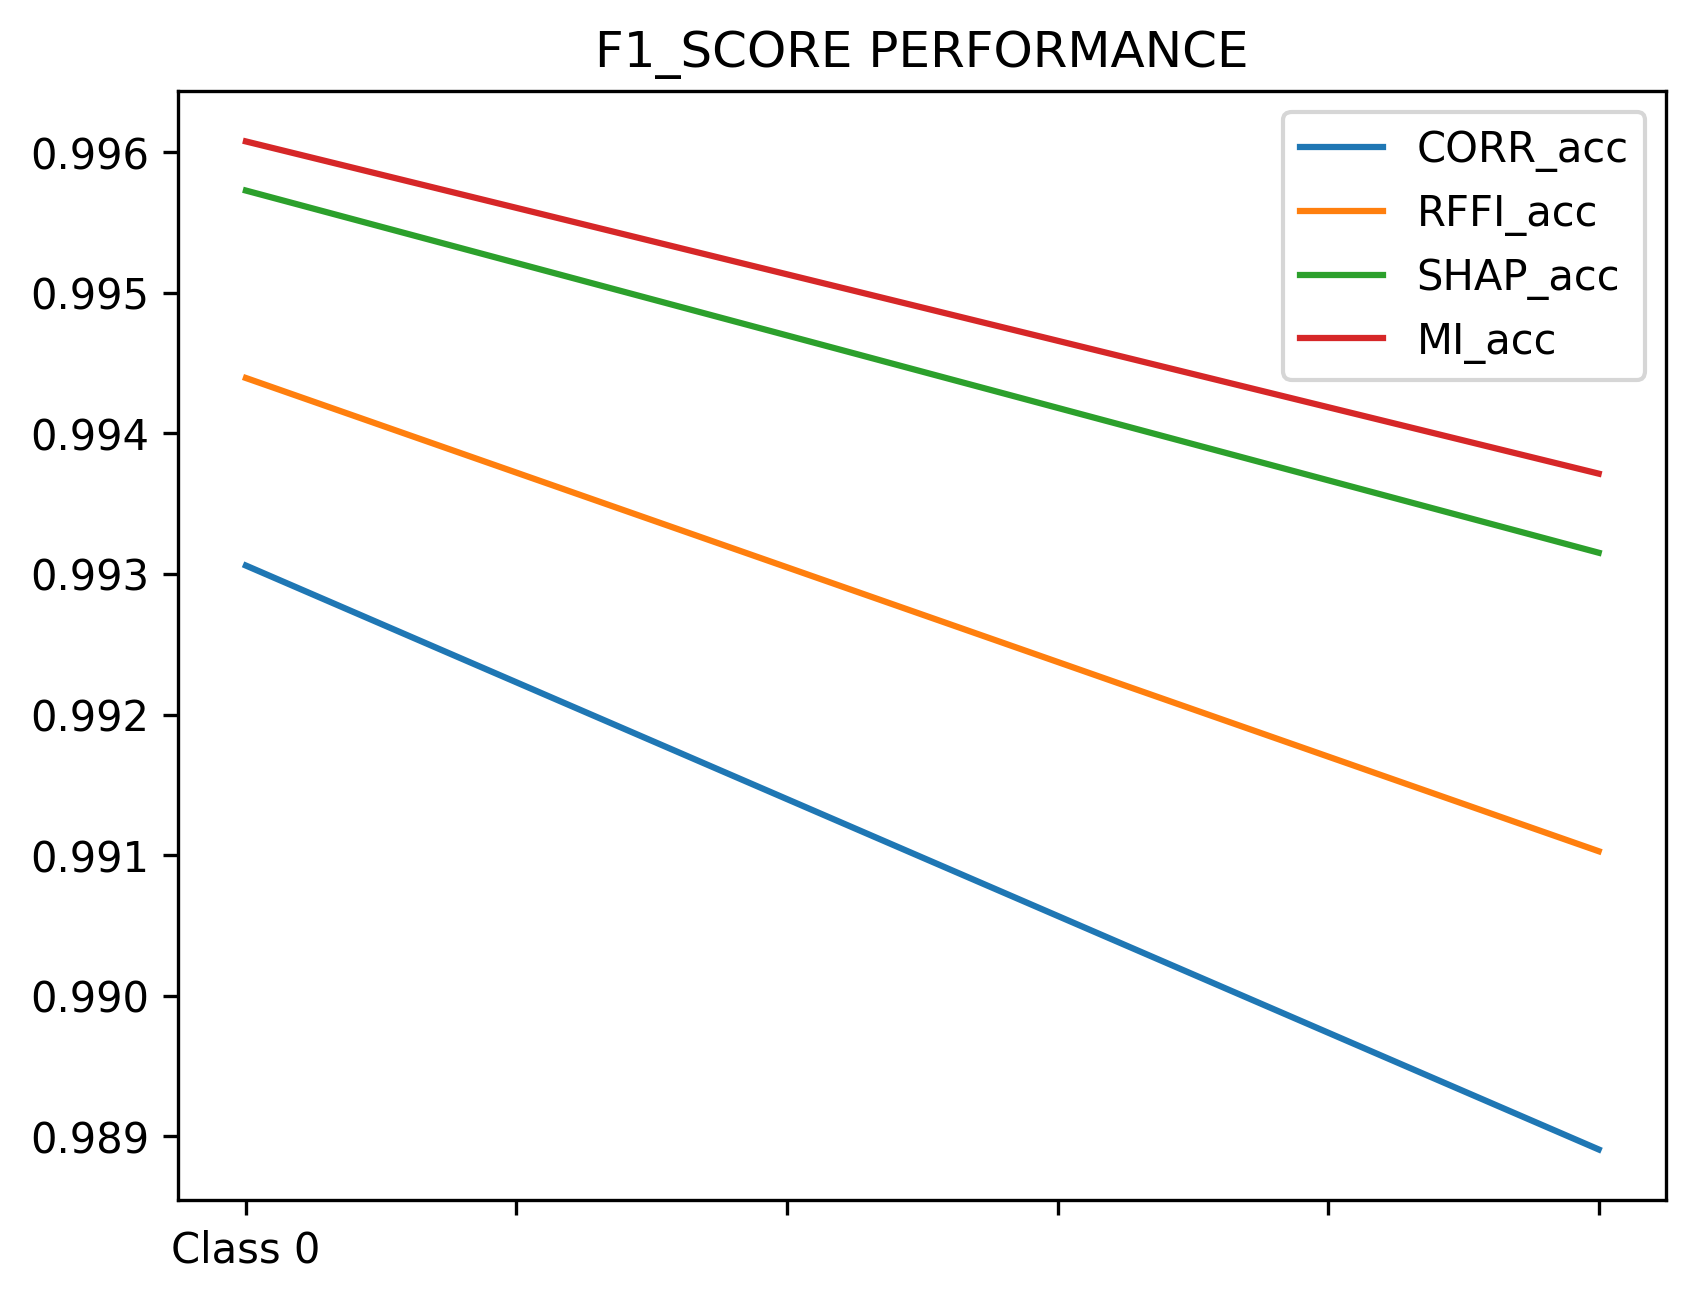 F1_SCORE PERFORMANCE
CORR_acc
RFFI_acc
SHAP_acc
MI_acc
0.996
0.995
0.994
0.993
0.992
0.991
0.990
0.989
Class 0